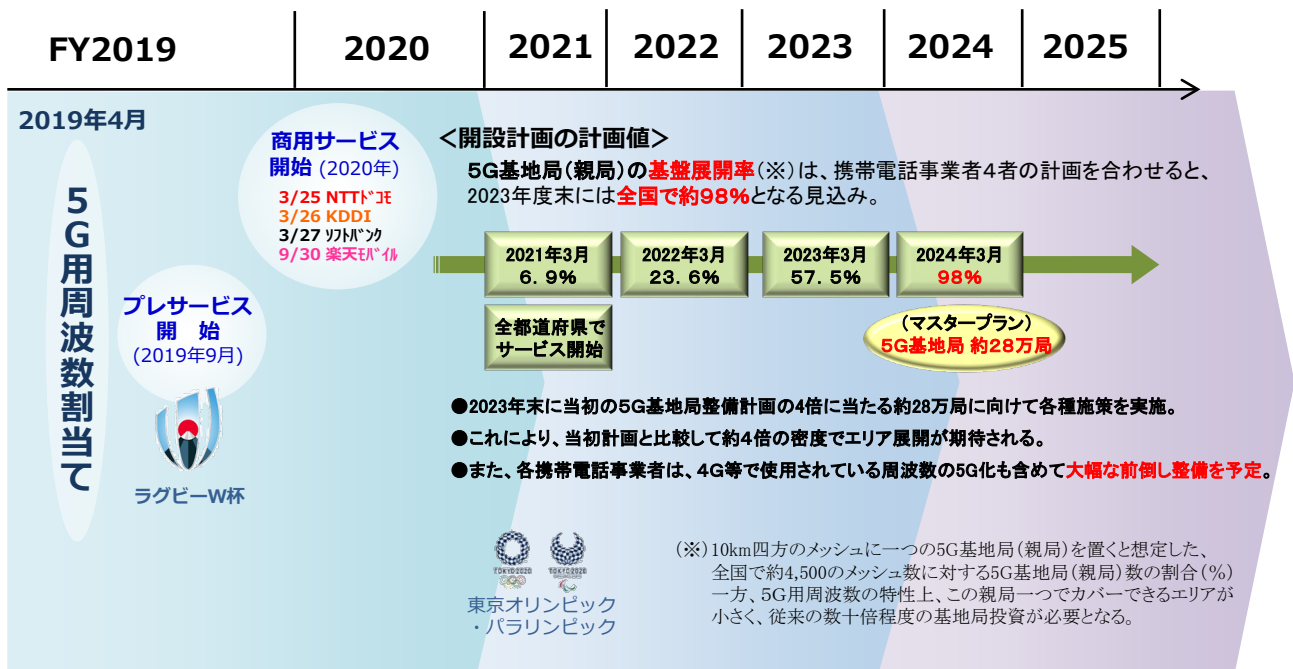 FY2019
2020
2021
2022
2023
2024
2025
2019年4月
5G用周波数割当て
プレサービス
開　始
(2019年9月)
ラグビーW杯
商用サービス
開始 (2020年)
3/25 NTTﾄﾞｺﾓ
3/26 KDDI
3/27 ｿﾌﾄﾊﾞﾝｸ
9/30 楽天ﾓﾊﾞｲﾙ
＜開設計画の計画値＞
5G基地局(親局)の基盤展開率(※)は、携帯電話事業者4者の計画を合わせると、
2023年度末には全国で約98%となる見込み。
2021年3月
6.9%
2022年3月
23.6%
2023年3月
57.5%
2024年3月
98%
全都道府県で
サービス開始
(マスタープラン)
5G基地局 約28万局
●2023年末に当初の5G基地局整備計画の4倍に当たる約28万局に向けて各種施策を実施。
●これにより、当初計画と比較して約4倍の密度でエリア展開が期待される。
●また、各携帯電話事業者は、4G等で使用されている周波数の5G化も含めて大幅な前倒し整備を予定。
TOKYO 2020
TOKYO 2020
東京オリンピック
・パラリンピック
(※)10km四方のメッシュに一つの5G基地局(親局)を置くと想定した、
全国で約4,500のメッシュ数に対する5G基地局(親局)数の割合(%)
一方、5G用周波数の特性上、この親局一つでカバーできるエリアが
小さく、従来の数十倍程度の基地局投資が必要となる。